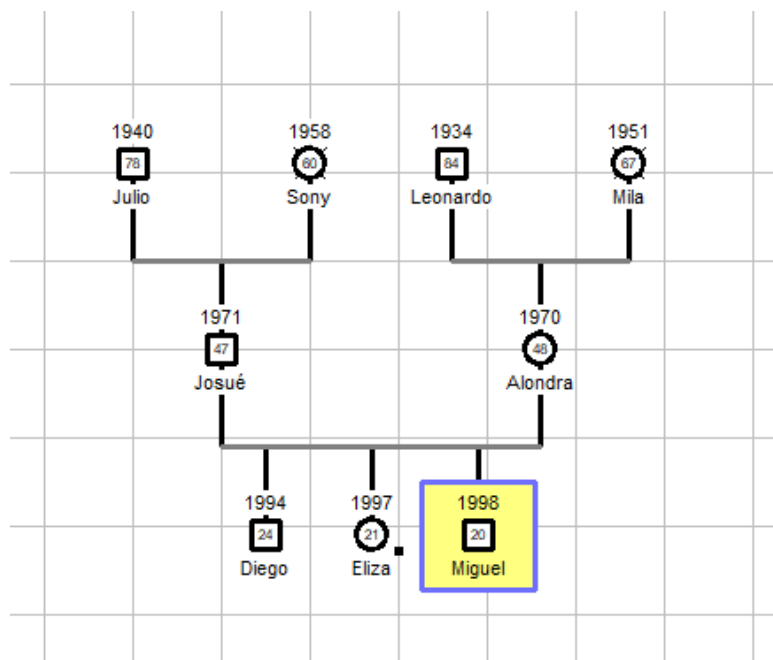 1940 1958 1934 1951
78 60 84 67
Julio Sony Leonardo Mila
1971 1970
47 48
Josué Alondra
1994 1997 1998
24 21 20
Diego Eliza Miguel